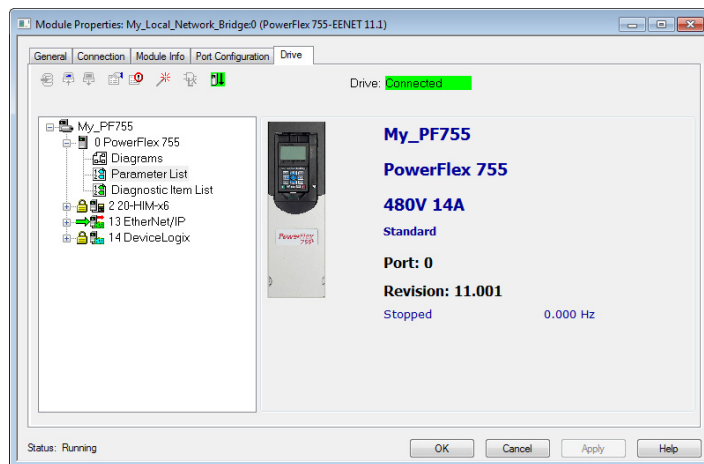 Module Properties: My_Local_Network_Bridge:0 (PowerFlex 755-EENET 11.1)
General Connection Module Info Port Configuration Drive
Drive: Connected
My_PF755
0 PowerFlex 755
Diagrams
Parameter List
Diagnostic Item List
2 20-HIM-x6
13 EtherNet/IP
14 DeviceLogix
PowerFlex
755
My_PF755
PowerFlex 755
480V 14A
Standard
Port: 0
Revision: 11.001
Stopped 0.000 Hz
Status: Running
OK Cancel Apply Help